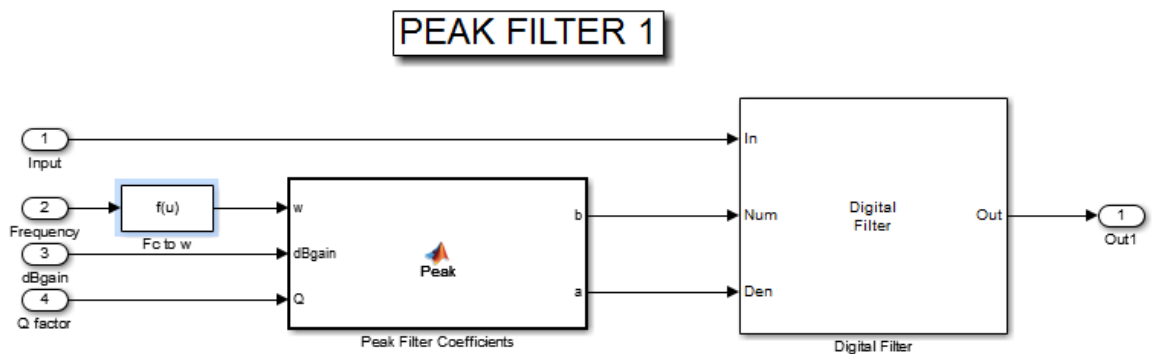 PEAK FILTER 1
1
Input
2
Frequency
f(u)
Fc to w
3
dBgain
4
Q factor
w
dBgain
Q
Peak
b
a
Peak Filter Coefficients
In
Num
Den
Digital
Filter
Out
Digital Filter
1
Out1